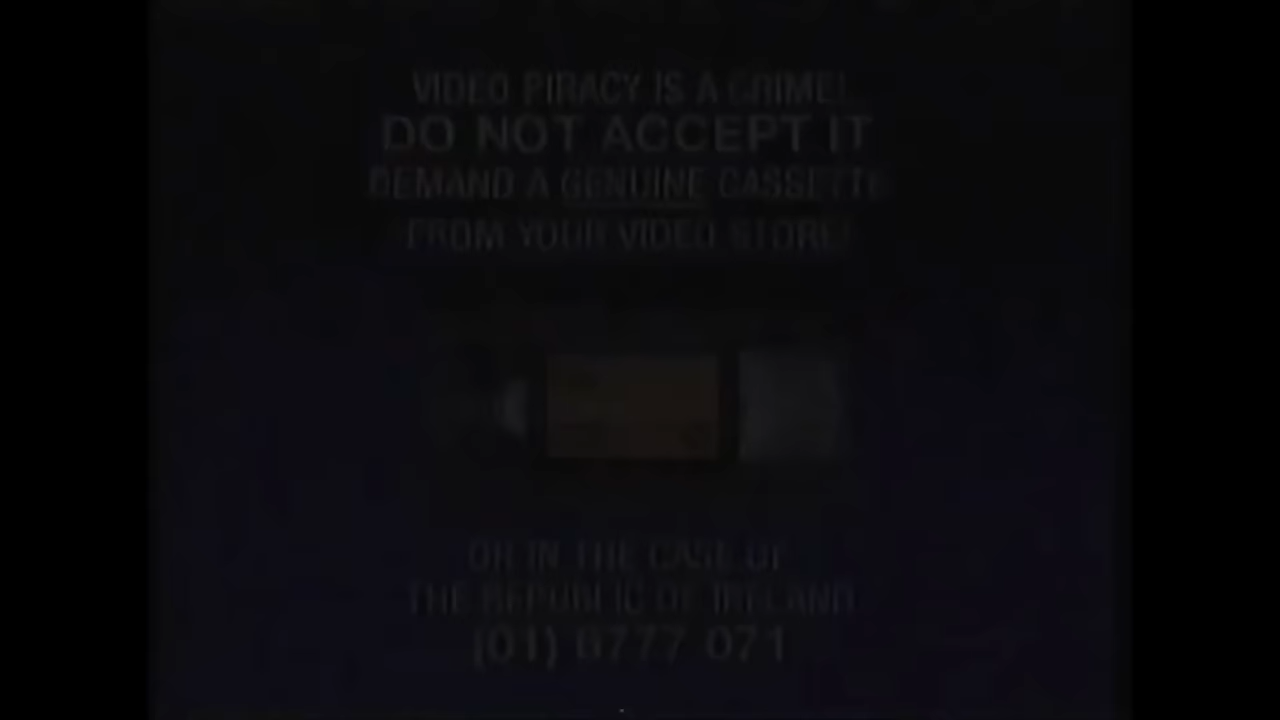 VIDEO PIRACY IS A CRIME!
DO NOT ACCEPT IT
DEMAND A GENUINE CASSETTE
FROM YOUR VIDEO STORE!
OR IN THE CASE OF
THE REPUBLIC OF IRELAND
(01) 6777 071